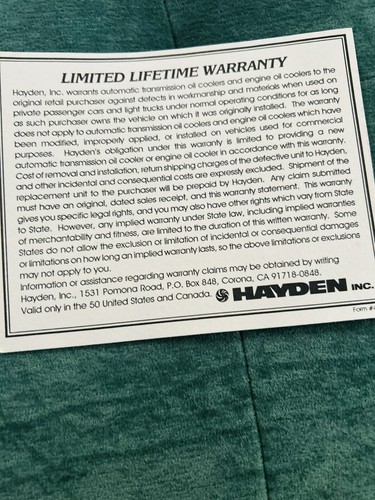 LIMITED LIFETIME WARRANTY
Hayden, Inc. warrants automatic transmission oil coolers and engine oil coolers to the
original retail purchaser against defects in workmanship and materials when used on
private passenger cars and light trucks under normal operating conditions for as long
as such purchaser owns the vehicle on which it was originally installed. The warranty
does not apply to automatic transmission oil coolers and engine oil coolers which have
been modified, improperly applied, or installed on vehicles used for commercial
purposes. Hayden's obligation under this warranty is limited to providing a new
automatic transmission oil cooler or engine oil cooler in accordance with this warranty.
Cost of removal and installation, return shipping charges of the defective unit to Hayden,
and other incidental and consequential costs are expressly excluded. Shipment of the
replacement unit to the purchaser will be prepaid by Hayden. Any claim submitted
must have an original, dated sales receipt, and this warranty statement. This warranty
gives you specific legal rights, and you may also have other rights which vary from State
to State. However, any implied warranty under State law, including implied warranties
of merchantability and fitness, are limited to the duration of this written warranty. Some
States do not allow the exclusion or limitation of incidental or consequential damages
or limitations on how long an implied warranty lasts, so the above limitations or exclusions
may not apply to you.
Information or assistance regarding warranty claims may be obtained by writing
Hayden, Inc., 1531 Pomona Road, P.O. Box 848, Corona, CA 91718-0848.
Valid only in the 50 United States and Canada.
HAYDEN INC.
Form #